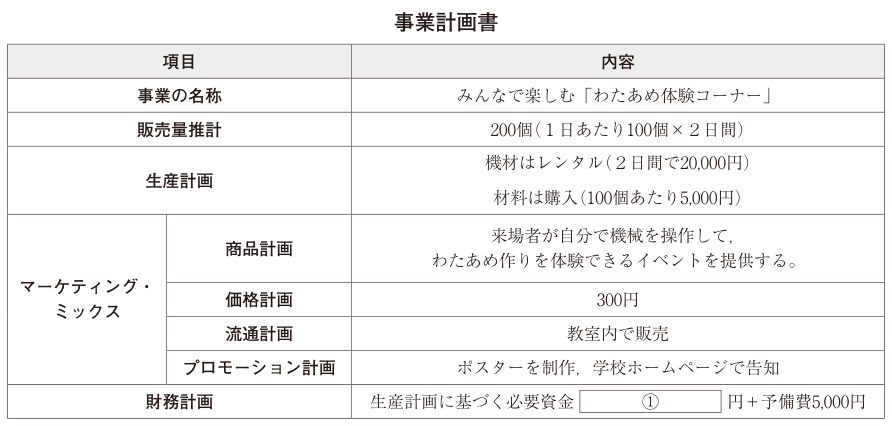 事業計画書
項目 内容
事業の名称 みんなで楽しむ「わたあめ体験コーナー」
販売量推計 200個（１日あたり100個×２日間）
生産計画 機材はレンタル（２日間で20,000円）
材料は購入（100個あたり5,000円）
マーケティング・
ミックス
商品計画 来場者が自分で機械を操作して，
わたあめ作りを体験できるイベントを提供する。
価格計画 300円
流通計画 教室内で販売
プロモーション計画 ポスターを制作，学校ホームページで告知
財務計画 生産計画に基づく必要資金 ① 円＋予備費5,000円